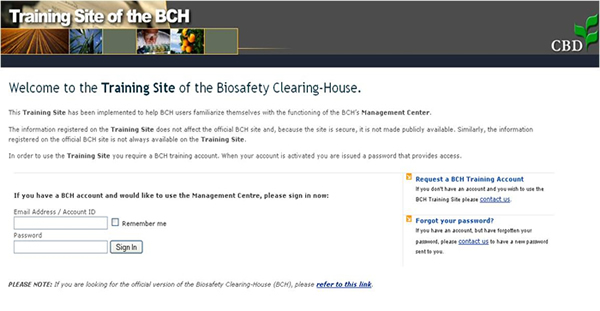 Training Site of the BCH
CBD
Welcome to the Training Site of the Biosafety Clearing-House.
This Training Site has been implemented to help BCH users familiarize themselves with the functioning of the BCH's Management Center.
The information registered on the Training Site does not affect the official BCH site and, because the site is secure, it is not made publicly available. Similarly, the information
registered on the official BCH site is not always available on the Training Site.
In order to use the Training Site you require a BCH training account. When your account is activated you are issued a password that provides access.
If you have a BCH account and would like to use the Management Centre, please sign in now:
Email Address / Account ID
Remember me
Password
Sign In
Request a BCH Training Account
If you don't have an account and you wish to use the
BCH Training Site please contact us.
Forgot your password?
If you have an account, but have forgotten your
password, please contact us to have a new password
sent to you.
PLEASE NOTE: If you are looking for the official version of the Biosafety Clearing-House (BCH), please refer to this link.